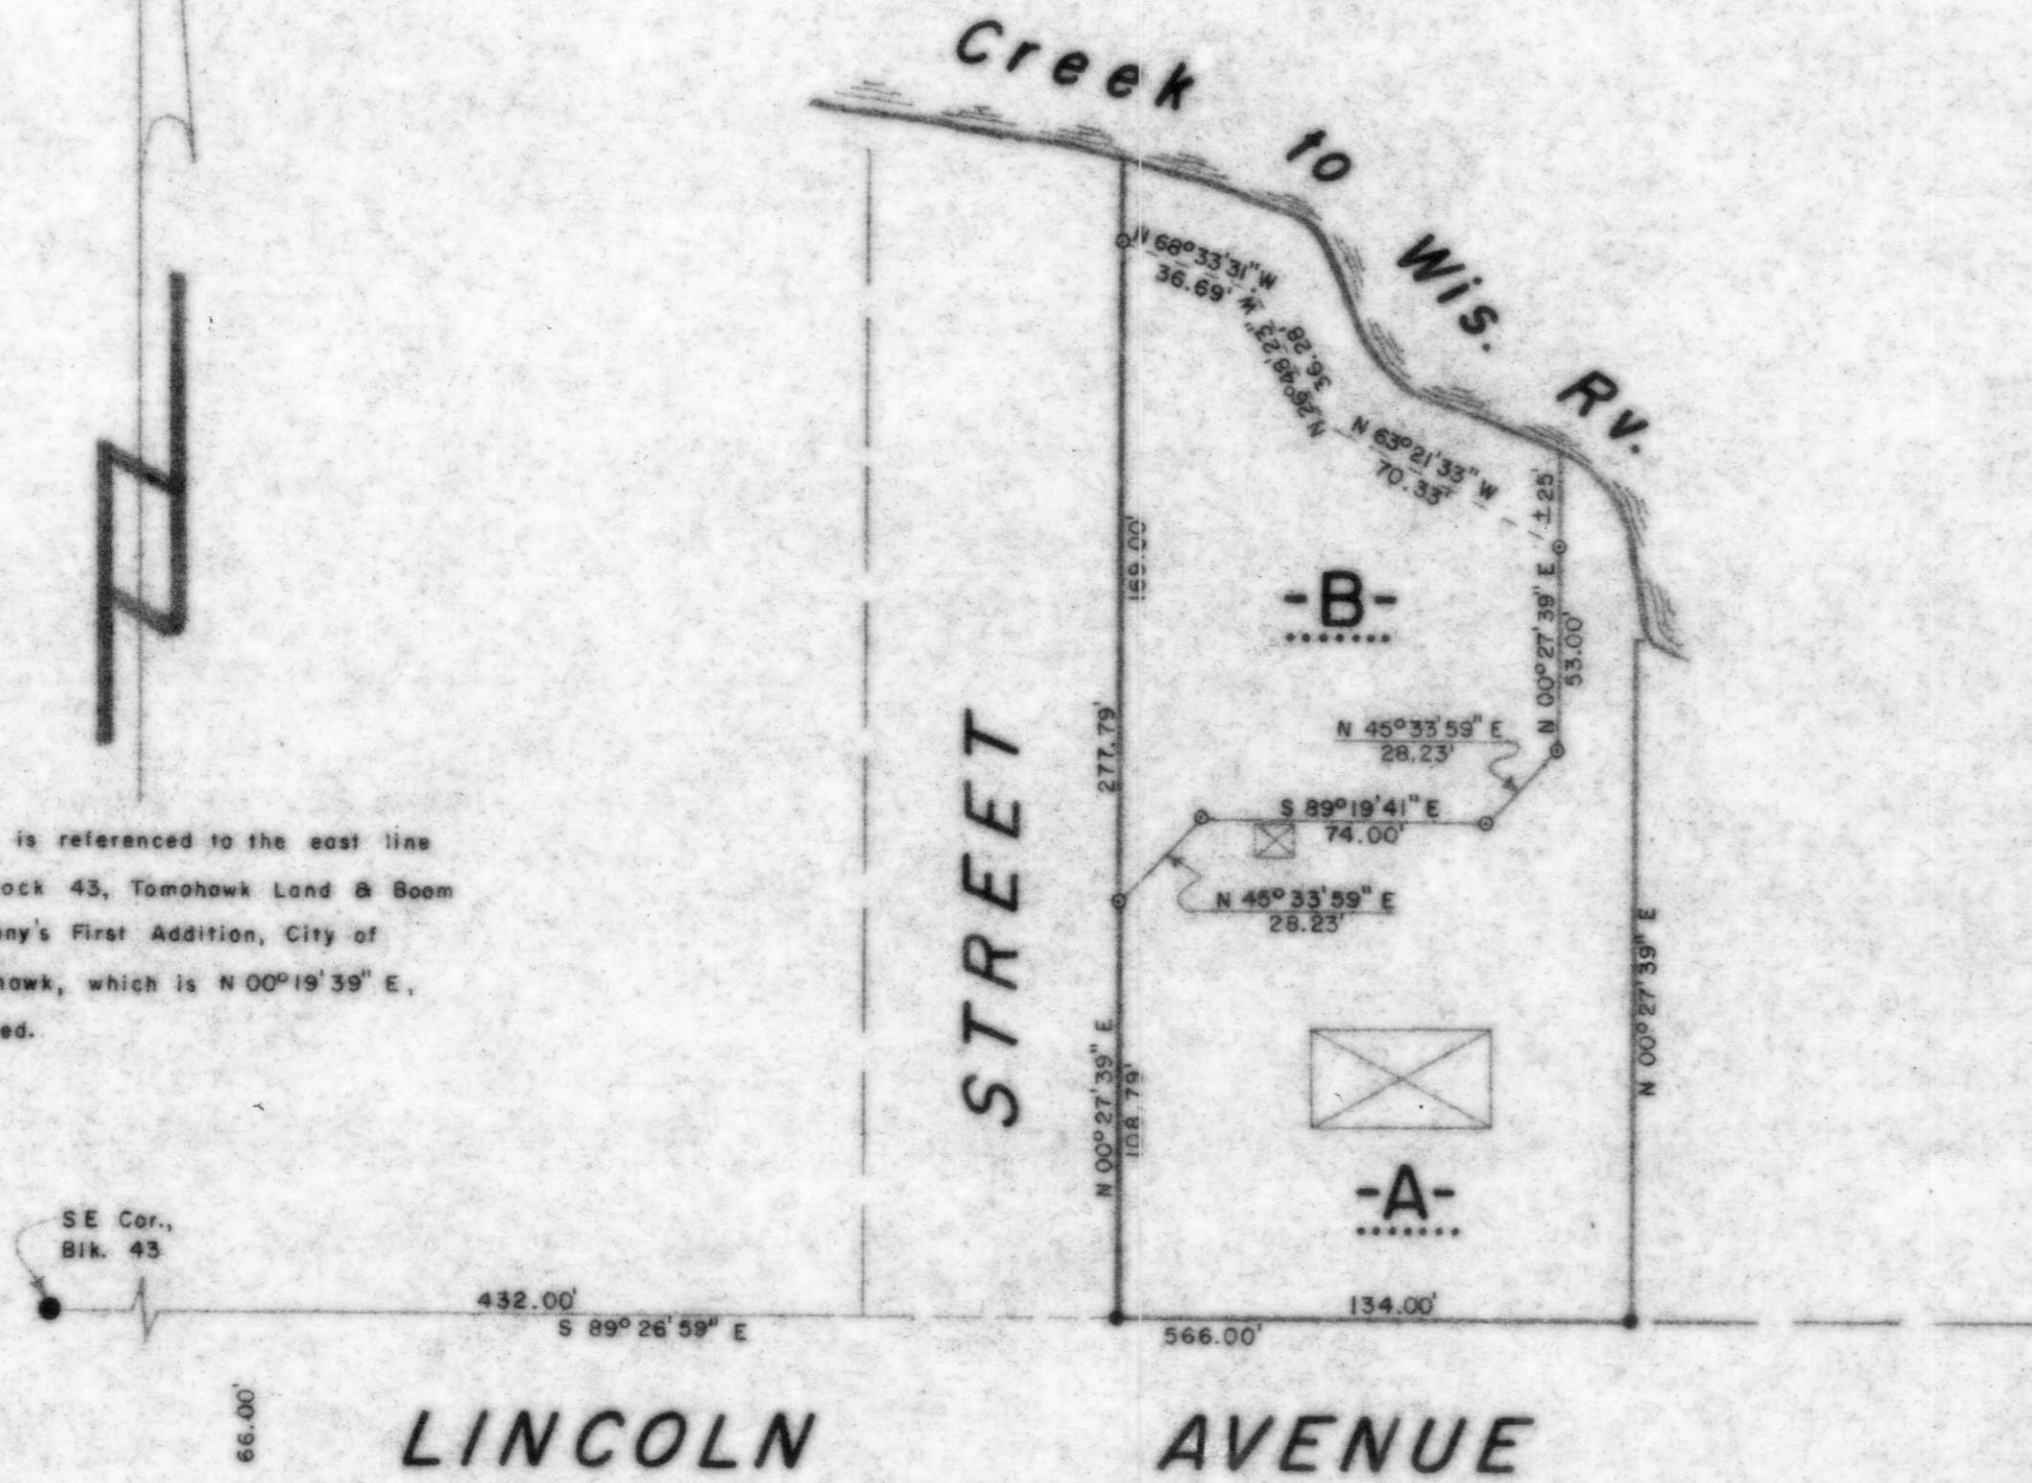 Creek to Wis. Rv.
N 68°33'31" W
36.69'
N 26°48'23" W
36.28'
N 63°21'33" W
70.33'
±25'
169.00'
-B-
N 00°27'39" E
53.00'
277.79'
STREET
N 45°33'59" E
28.23'
S 89°19'41" E
74.00'
is referenced to the east line
ock 43, Tomahawk Land & Boom
ny's First Addition, City of
hawk, which is N 00°19'39" E,
ed.
N 45°33'59" E
28.23'
N 00°27'39" E
N 00°27'39" E
108.79'
-A-
SE Cor.,
Blk. 43
432.00'
S 89°26'59" E
134.00'
566.00'
66.00'
LINCOLN AVENUE